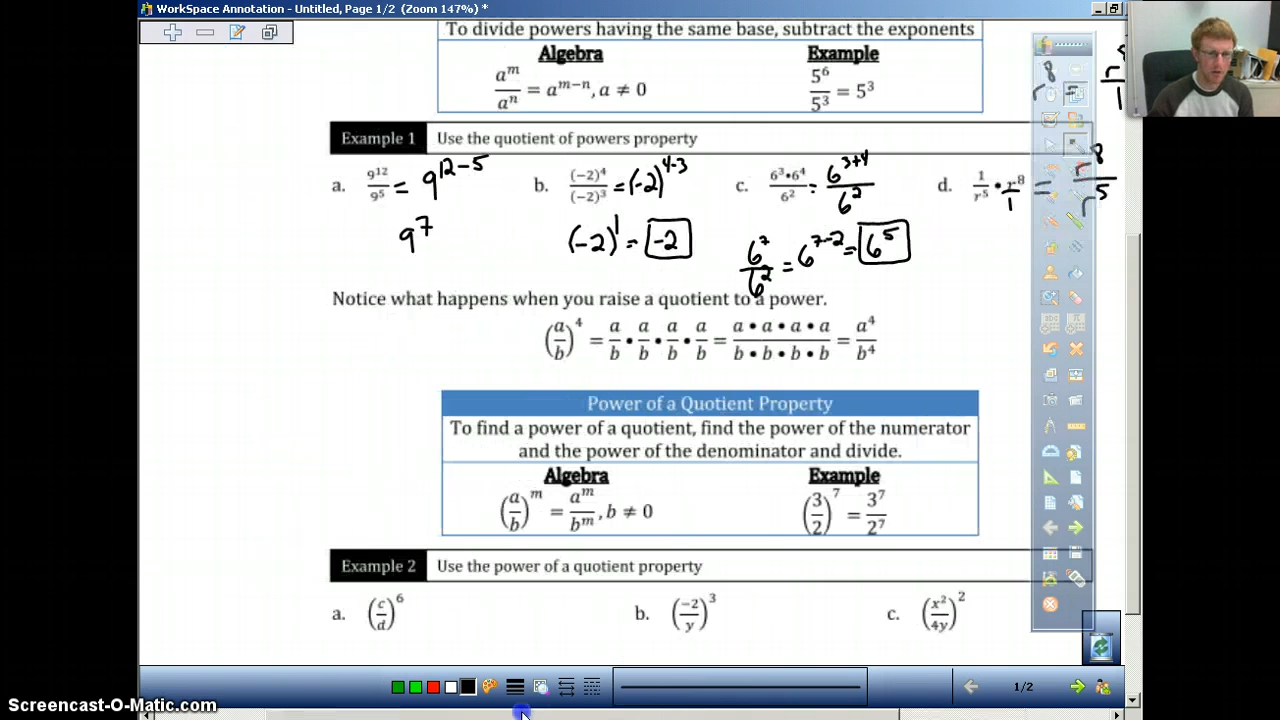 WorkSpace Annotation - Untitled, Page 1/2 (Zoom 147%) *
To divide powers having the same base, subtract the exponents
Algebra Example
a^m/a^n = a^(m−n), a ≠ 0 5^6/5^3 = 5^3
Example 1 Use the quotient of powers property
a. 9^12/9^5 = 9^(12−5) b. (−2)^4/(−2)^3 = (−2)^(4−3) c. 6^3•6^4/6^2 = 6^(3+4)/6^2 d. 1/r^5 • r^8/1 = r^8/r^5
9^7 (−2)^1 = −2 6^7/6^2 = 6^(7−2) = 6^5
Notice what happens when you raise a quotient to a power.
(a/b)^4 = a/b • a/b • a/b • a/b = a • a • a • a/b • b • b • b = a^4/b^4
Power of a Quotient Property
To find a power of a quotient, find the power of the numerator
and the power of the denominator and divide.
Algebra Example
(a/b)^m = a^m/b^m, b ≠ 0 (3/2)^7 = 3^7/2^7
Example 2 Use the power of a quotient property
a. (c/d)^6 b. (−2/y)^3 c. (x^2/4y)^2
1/2
Screencast-O-Matic.com